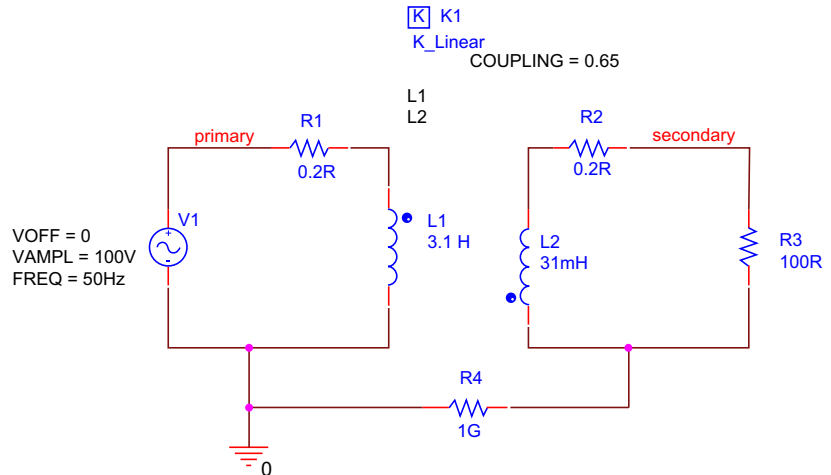 K K1
K_Linear
COUPLING = 0.65
L1
L2
primary
R1
0.2R
R2
0.2R
secondary
V1
+
-
VOFF = 0
VAMPL = 100V
FREQ = 50Hz
L1
3.1 H
L2
31mH
R3
100R
R4
1G
0